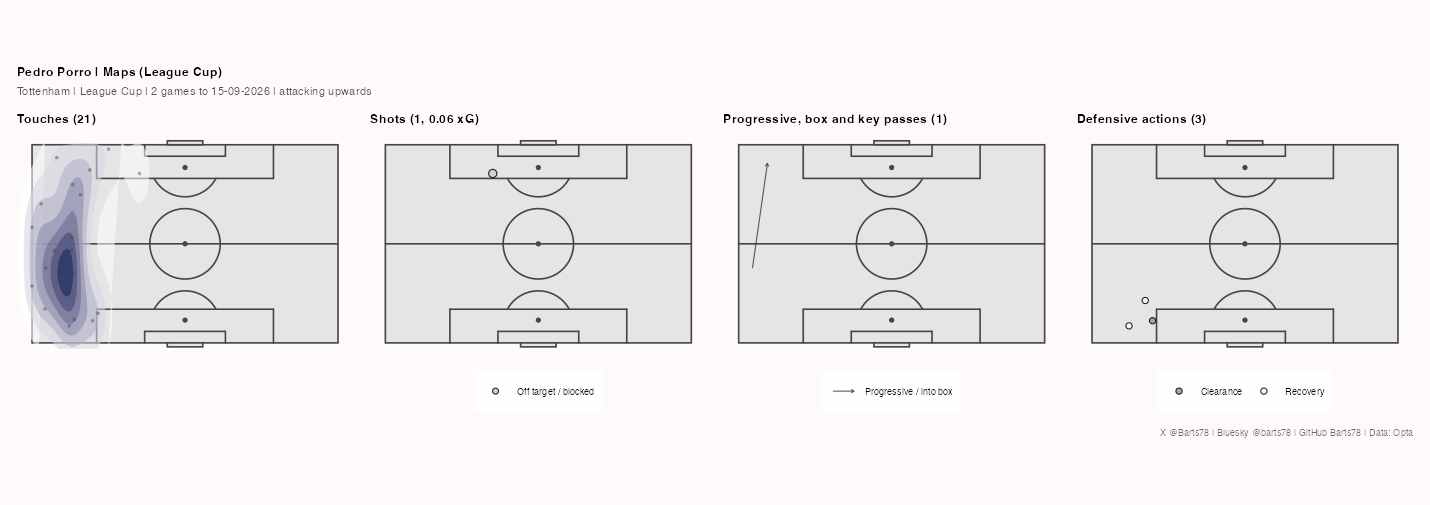 Pedro Porro | Maps (League Cup)
Tottenham | League Cup | 2 games to 15-09-2026 | attacking upwards
Touches (21)
Shots (1, 0.06 xG)
Progressive, box and key passes (1)
Defensive actions (3)
Off target / blocked
Progressive / into box
Clearance
Recovery
X @Barts78 | Bluesky @barts78 | GitHub Barts78 | Data: Opta